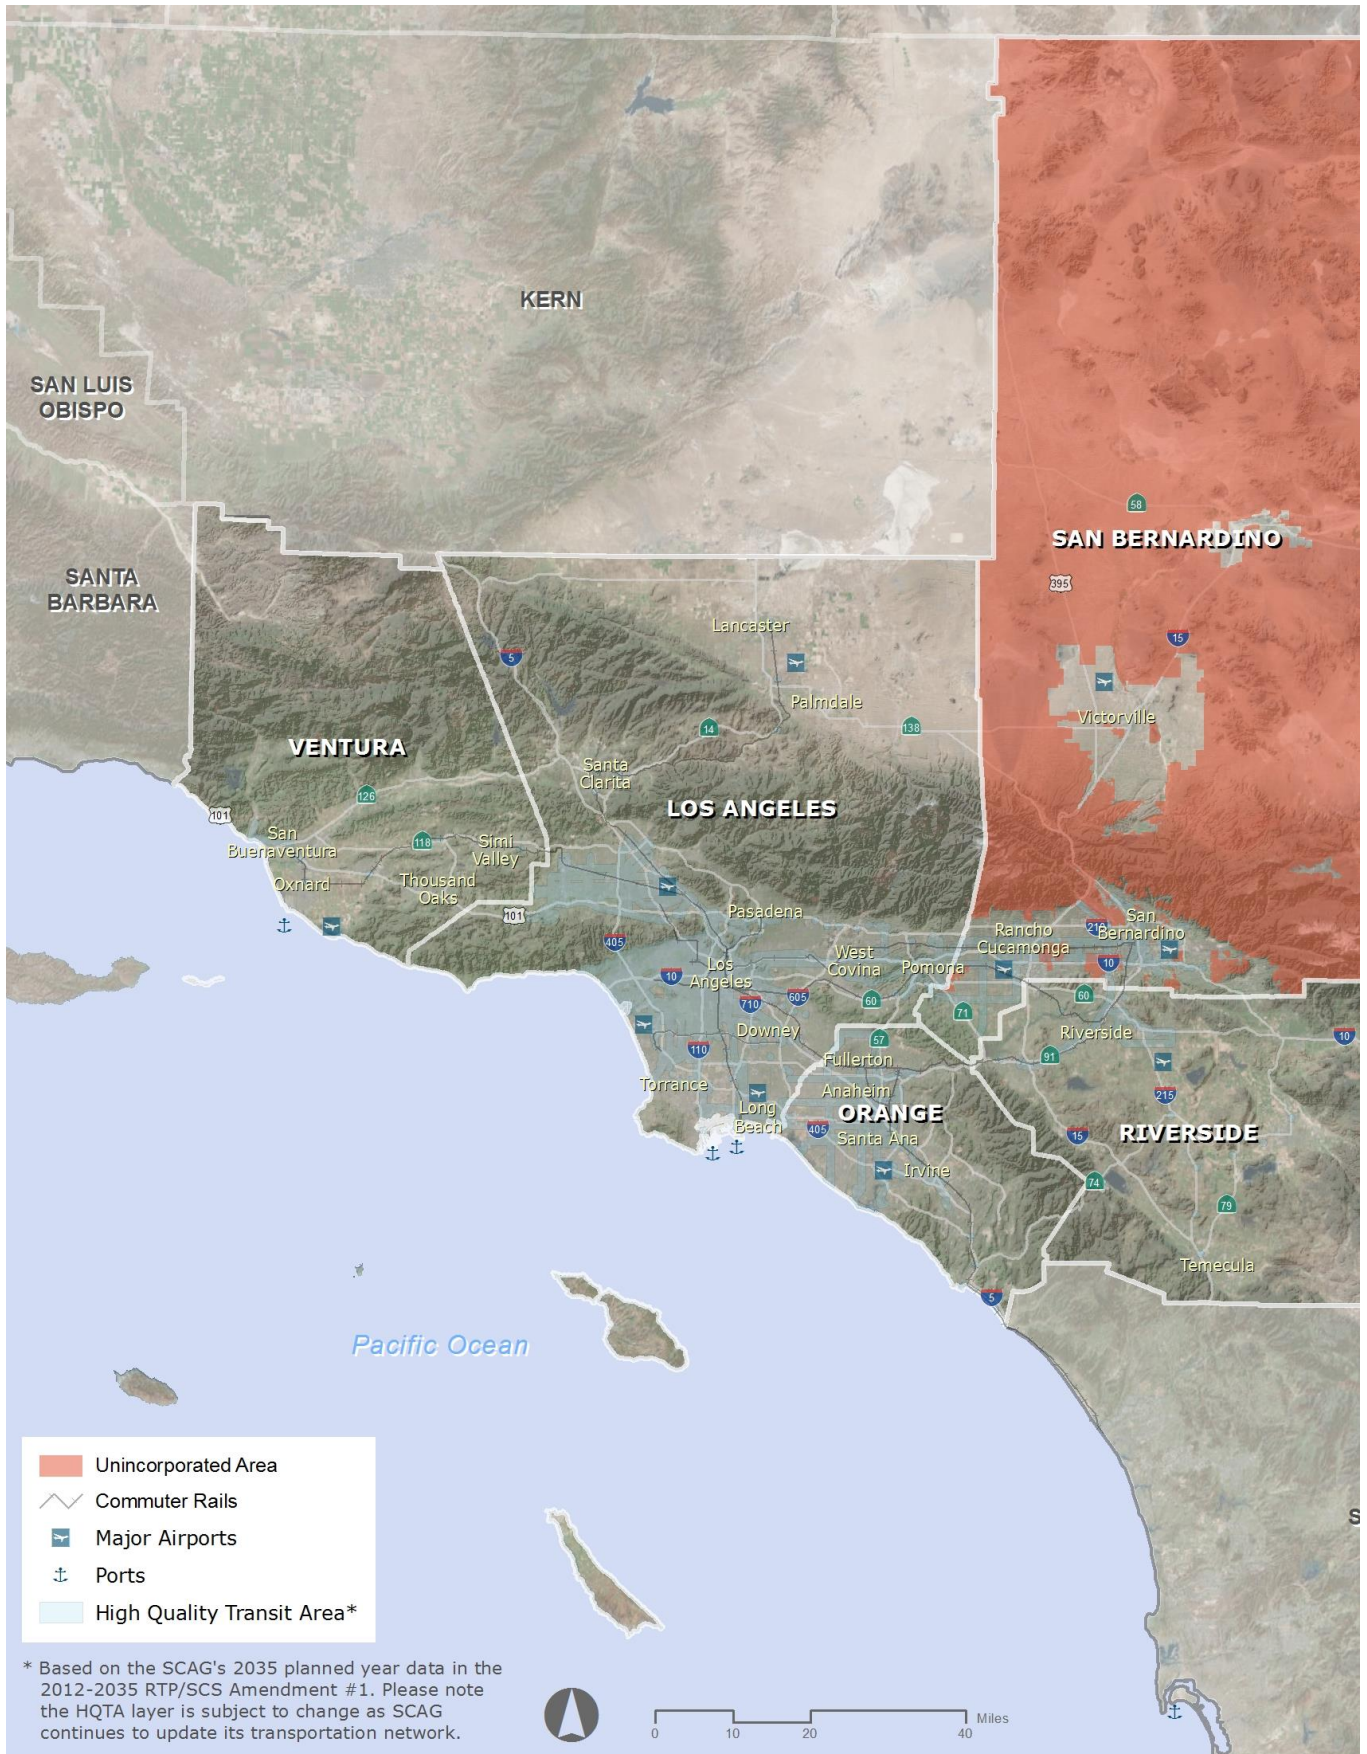 KERN
SAN LUIS
OBISPO
58
SAN BERNARDINO
SANTA
BARBARA
395
Lancaster
15
5
Palmdale
Victorville
14
138
VENTURA
Santa
Clarita
126
LOS ANGELES
101
San
Buenaventura
118
Simi
Valley
Oxnard
Thousand
Oaks
101
Pasadena
San
Bernardino
210
Rancho
Cucamonga
405
West
Covina
Pomona
Los
Angeles
10
10
710
605
60
71
60
Downey
57
Riverside
10
110
Fullerton
91
Torrance
Anaheim
215
Long
Beach
ORANGE
405
Santa Ana
15
RIVERSIDE
Irvine
74
79
Temecula
5
Pacific Ocean
Unincorporated Area
Commuter Rails
Major Airports
Ports
High Quality Transit Area*
S
* Based on the SCAG's 2035 planned year data in the
2012-2035 RTP/SCS Amendment #1. Please note
the HQTA layer is subject to change as SCAG
continues to update its transportation network.
Miles
0 10 20 40